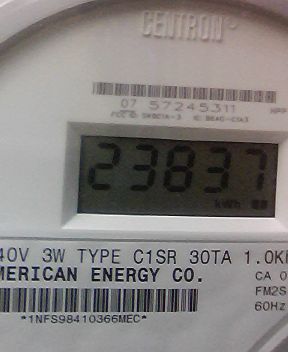 CENTRON
07 57245311
23837
kWh
40V 3W TYPE C1SR 30TA 1.0K
MERICAN ENERGY CO.
CA 0
FM2S
60Hz
*1NFS98410366MEC*